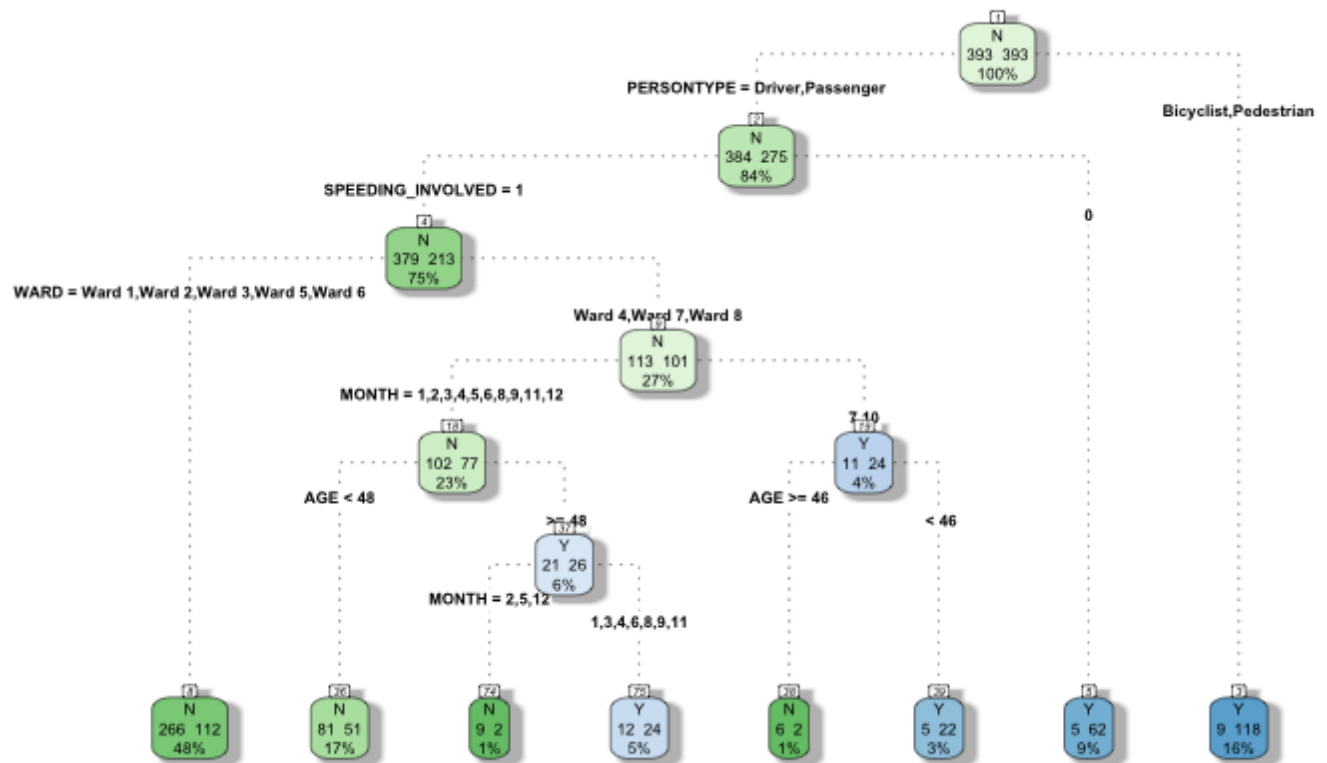 1
N
393 393
100%
PERSONTYPE = Driver,Passenger
Bicyclist,Pedestrian
2
N
384 275
84%
SPEEDING_INVOLVED = 1
0
4
N
379 213
75%
WARD = Ward 1,Ward 2,Ward 3,Ward 5,Ward 6
Ward 4,Ward 7,Ward 8
9
N
113 101
27%
MONTH = 1,2,3,4,5,6,8,9,11,12
7,10
18
N
102 77
23%
19
Y
11 24
4%
AGE < 48
>= 48
AGE >= 46
< 46
37
Y
21 26
6%
MONTH = 2,5,12
1,3,4,6,8,9,11
8
N
266 112
48%
36
N
81 51
17%
74
N
9 2
1%
75
Y
12 24
5%
38
N
6 2
1%
39
Y
5 22
3%
5
Y
5 62
9%
3
Y
9 118
16%